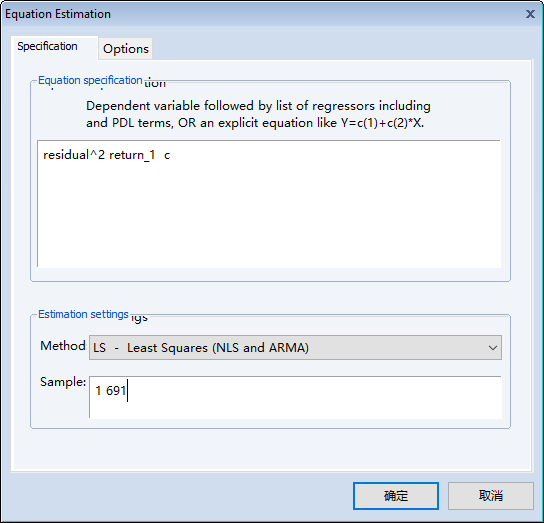 Equation Estimation
Specification
Options
Equation specification
tion
Dependent variable followed by list of regressors including
and PDL terms, OR an explicit equation like Y=c(1)+c(2)*X.
residual^2 return_1 c
Estimation settings
igs
Method
LS - Least Squares (NLS and ARMA)
Sample:
1 691
确定
取消